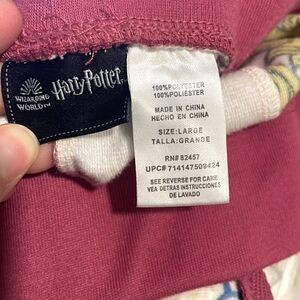 WIZARDING
WORLD
Harry Potter
100%POLYESTER
100%POLIÉSTER
MADE IN CHINA
HECHO EN CHINA
SIZE:LARGE
TALLA:GRANDE
RN# 82457
UPC# 714147509424
SEE REVERSE FOR CARE
VEA DETRAS INSTRUCCIONES
DE LAVADO